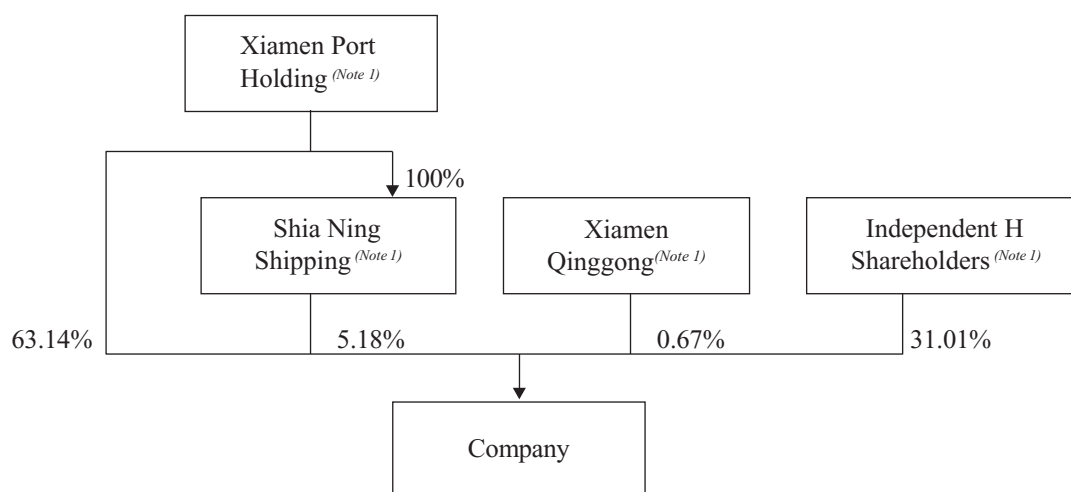 Xiamen Port
Holding (Note 1)
100%
Shia Ning
Shipping (Note 1)
Xiamen
Qinggong(Note 1)
Independent H
Shareholders (Note 1)
63.14%
5.18%
0.67%
31.01%
Company